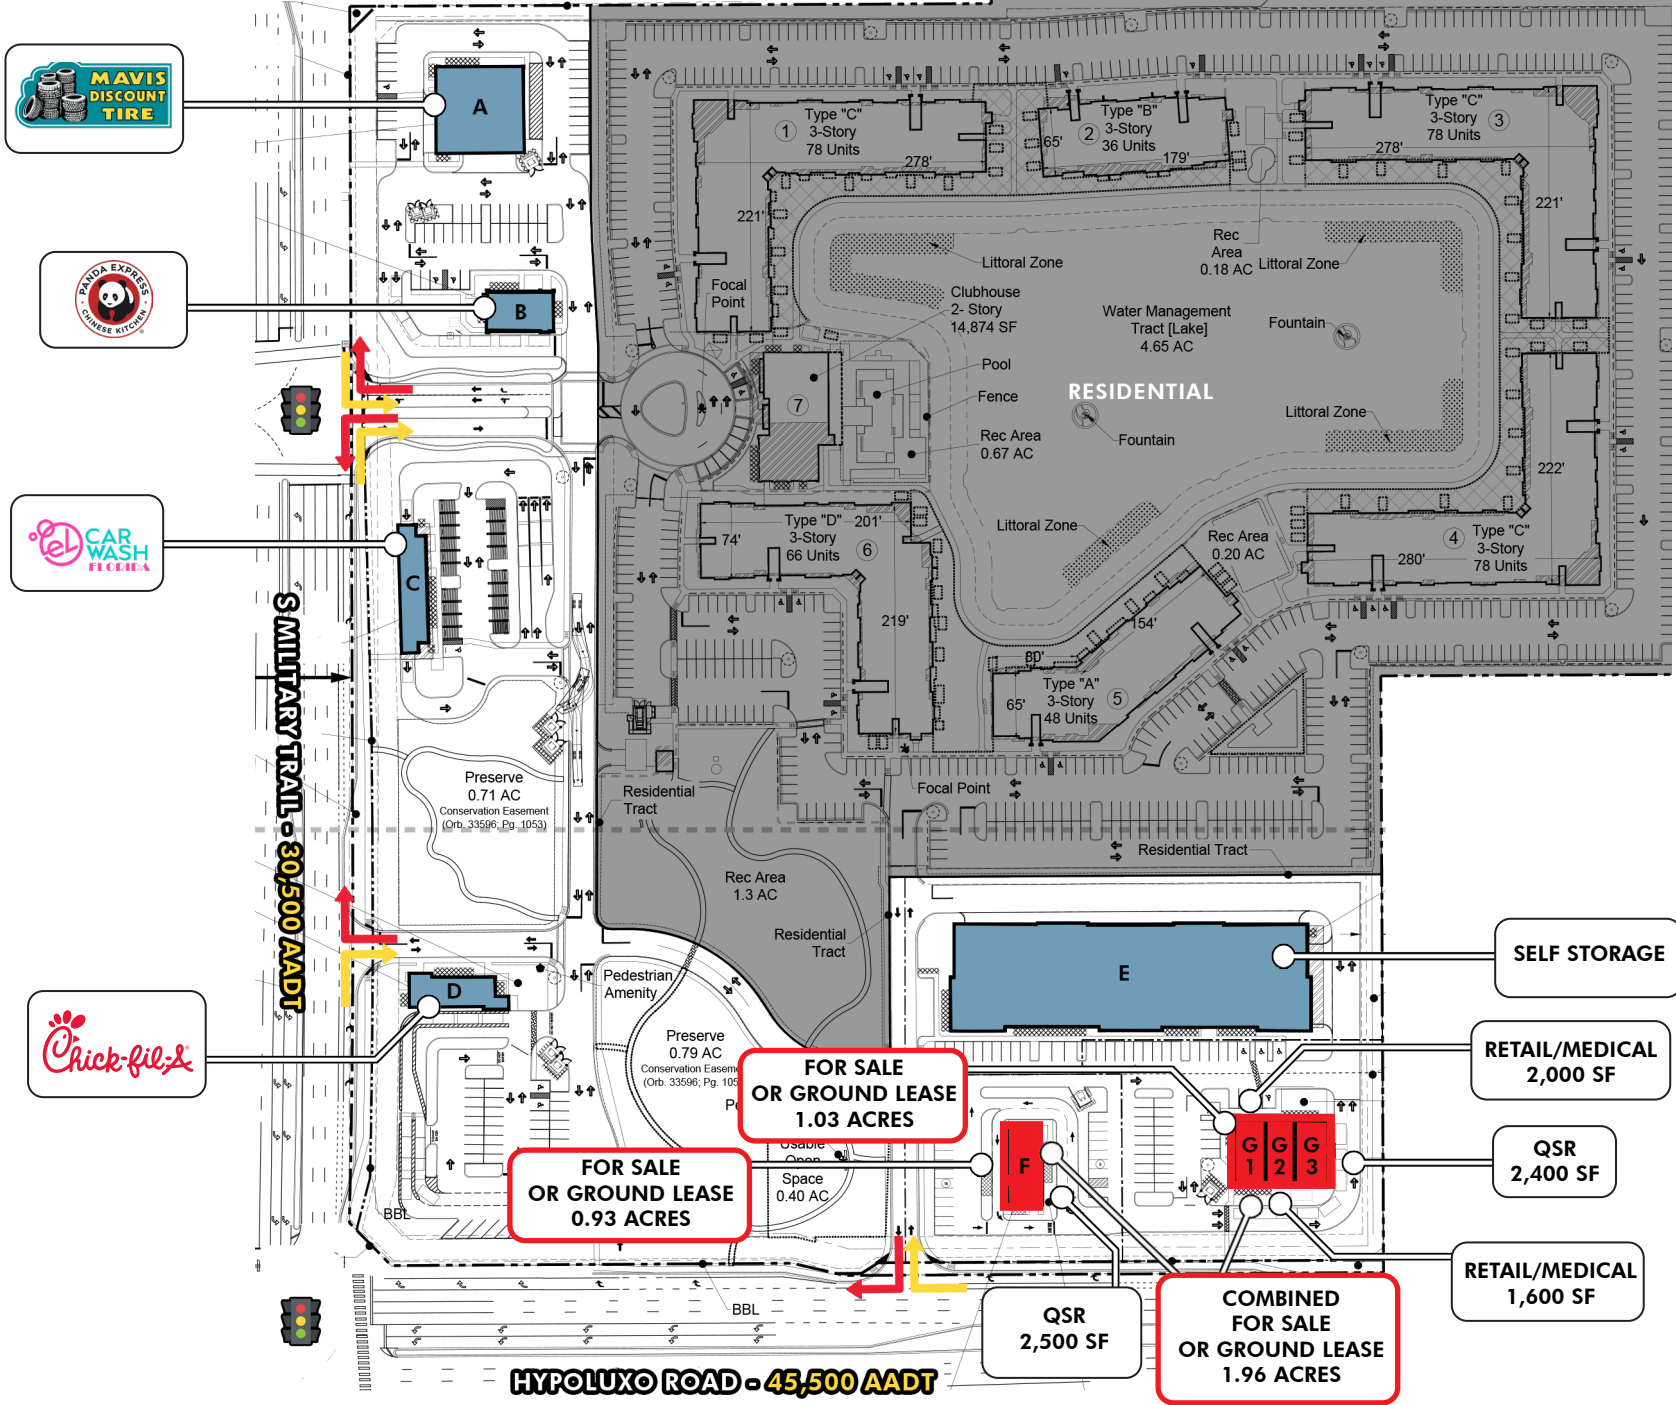 MAVIS
DISCOUNT
TIRE
A
PANDA EXPRESS
CHINESE KITCHEN
B
el CAR
WASH
FLORIDA
C
S MILITARY TRAIL - 30,500 AADT
Preserve
0.71 AC
Conservation Easement
(Orb. 33596; Pg. 1053)
Chick-fil-A
D
Pedestrian
Amenity
Preserve
0.79 AC
Conservation Easeme
(Orb. 33596; Pg. 105
Pe
Usable
Open
Space
0.40 AC
BBL
BBL
1
Type "C"
3-Story
78 Units
278'
221'
Focal
Point
2
Type "B"
3-Story
36 Units
65'
179'
Type "C"
3-Story
78 Units
3
278'
221'
Rec
Area
0.18 AC
Littoral Zone
Littoral Zone
Clubhouse
2- Story
14,874 SF
Water Management
Tract [Lake]
4.65 AC
Fountain
Pool
Fence
RESIDENTIAL
7
Rec Area
0.67 AC
Fountain
Littoral Zone
222'
Type "D"
3-Story
66 Units
201'
74'
6
219'
Littoral Zone
Rec Area
0.20 AC
4
Type "C"
3-Story
78 Units
280'
154'
80'
65'
Type "A"
3-Story
48 Units
5
Residential
Tract
Focal Point
Residential Tract
Rec Area
1.3 AC
Residential
Tract
E
SELF STORAGE
RETAIL/MEDICAL
2,000 SF
FOR SALE
OR GROUND LEASE
1.03 ACRES
F
G
1
G
2
G
3
QSR
2,400 SF
FOR SALE
OR GROUND LEASE
0.93 ACRES
RETAIL/MEDICAL
1,600 SF
QSR
2,500 SF
COMBINED
FOR SALE
OR GROUND LEASE
1.96 ACRES
HYPOLUXO ROAD - 45,500 AADT